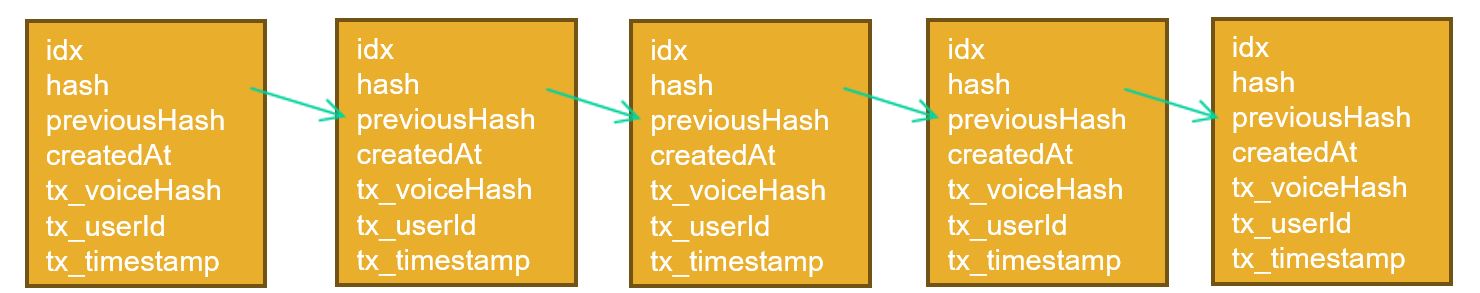 idx
hash
previousHash
createdAt
tx_voiceHash
tx_userId
tx_timestamp
idx
hash
previousHash
createdAt
tx_voiceHash
tx_userId
tx_timestamp
idx
hash
previousHash
createdAt
tx_voiceHash
tx_userId
tx_timestamp
idx
hash
previousHash
createdAt
tx_voiceHash
tx_userId
tx_timestamp
idx
hash
previousHash
createdAt
tx_voiceHash
tx_userId
tx_timestamp